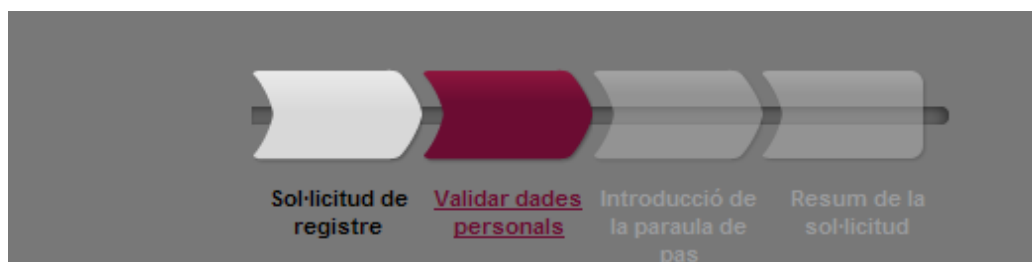 Sol·licitud de
registre
Validar dades
personals
Introducció de
la paraula de
pas
Resum de la
sol·licitud